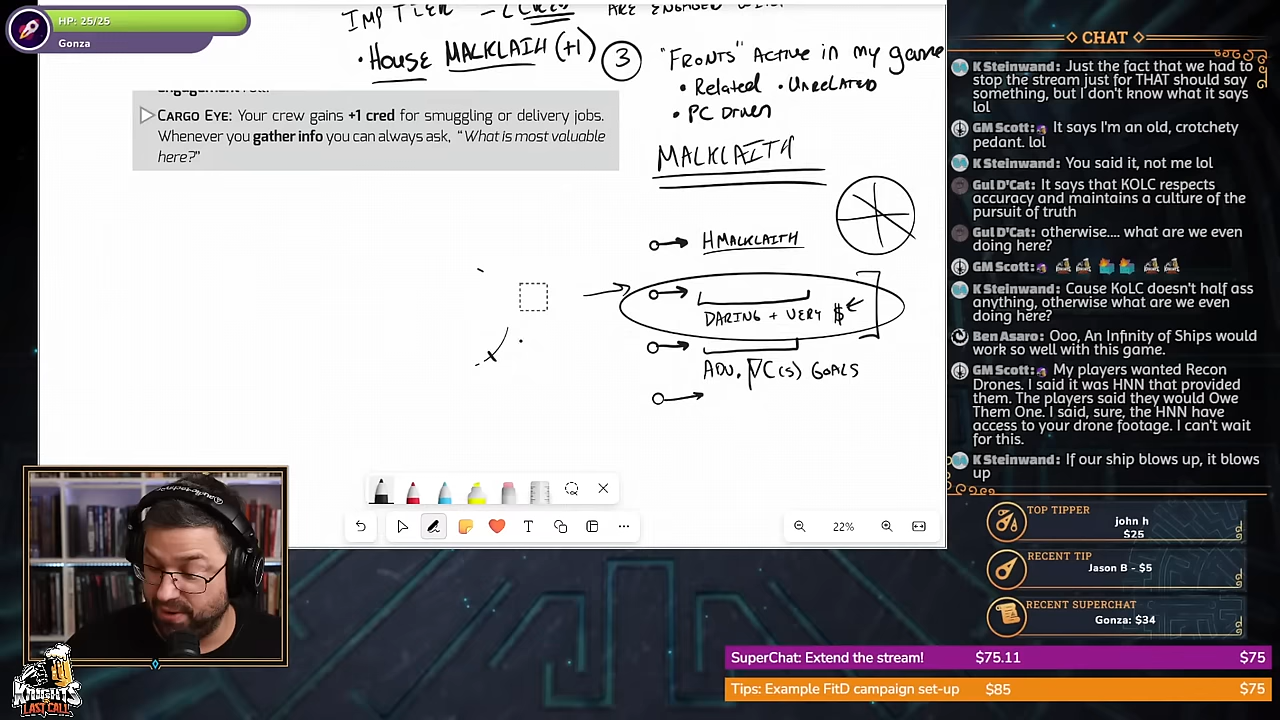 HP: 25/25
Gonza
IMP TIER
ARE ENGAGED WITH
• HOUSE MALKLAITH (+1)
3 "FRONTS" ACTIVE in my game
• Related • UNRELATED
• PC DRIVEN
CARGO EYE: Your crew gains +1 cred for smuggling or delivery jobs.
Whenever you gather info you can always ask, "What is most valuable
here?"
MALKLAITH
HMALKLAITH
DARING + VERY $
ADV. PC(s) GOALS
22%
CHAT
K Steinwand: Just the fact that we had to
stop the stream just for THAT should say
something, but I don't know what it says
lol
GM Scott: It says I'm an old, crotchety
pedant. lol
K Steinwand: You said it, not me lol
Gul D'Cat: It says that KOLC respects
accuracy and maintains a culture of the
pursuit of truth
Gul D'Cat: otherwise.... what are we even
doing here?
GM Scott:
K Steinwand: Cause KoLC doesn't half ass
anything, otherwise what are we even
doing here?
Ben Asaro: Ooo, An Infinity of Ships would
work so well with this game.
GM Scott: My players wanted Recon
Drones. I said it was HNN that provided
them. The players said they would Owe
Them One. I said, sure, the HNN have
access to your drone footage. I can't wait
for this.
K Steinwand: If our ship blows up, it blows
up
TOP TIPPER
john h
$25
RECENT TIP
Jason B - $5
RECENT SUPERCHAT
Gonza: $34
SuperChat: Extend the stream! $75.11 $75
Tips: Example FitD campaign set-up $85 $75
KNIGHTS
LAST CALL